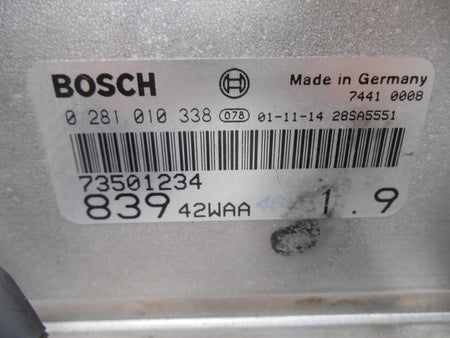 BOSCH Made in Germany
7441 0008
0 281 010 338 078 01-11-14 28SA5551
73501234
839 42WAA 1.9